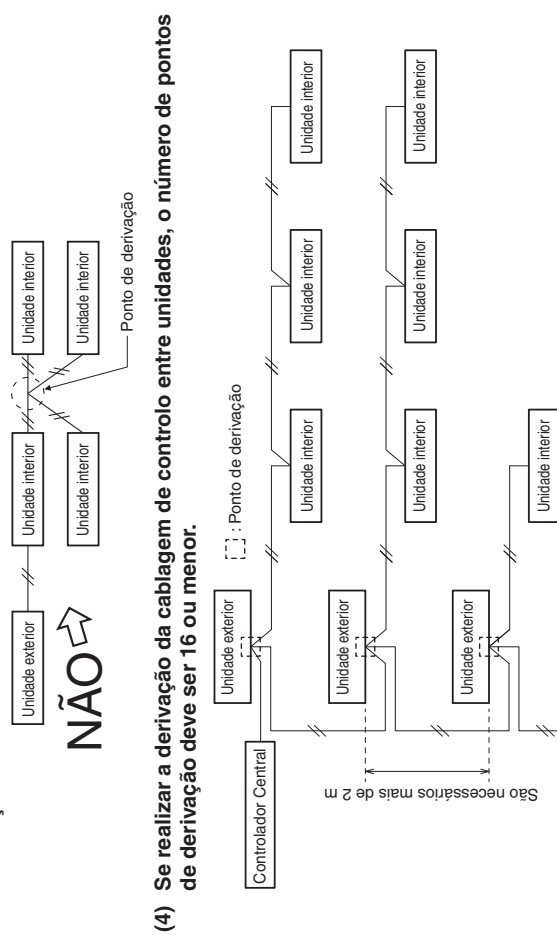 Unidade exterior
Unidade interior
Unidade interior
Unidade interior
Unidade interior
Unidade interior
Ponto de derivação
NÃO
(4) Se realizar a derivação da cablagem de controlo entre unidades, o número de pontos
de derivação deve ser 16 ou menor.
: Ponto de derivação
Controlador Central
Unidade exterior
Unidade interior
Unidade interior
Unidade interior
Unidade exterior
Unidade interior
Unidade interior
Unidade interior
São necessários mais de 2 m
Unidade exterior
Unidade interior